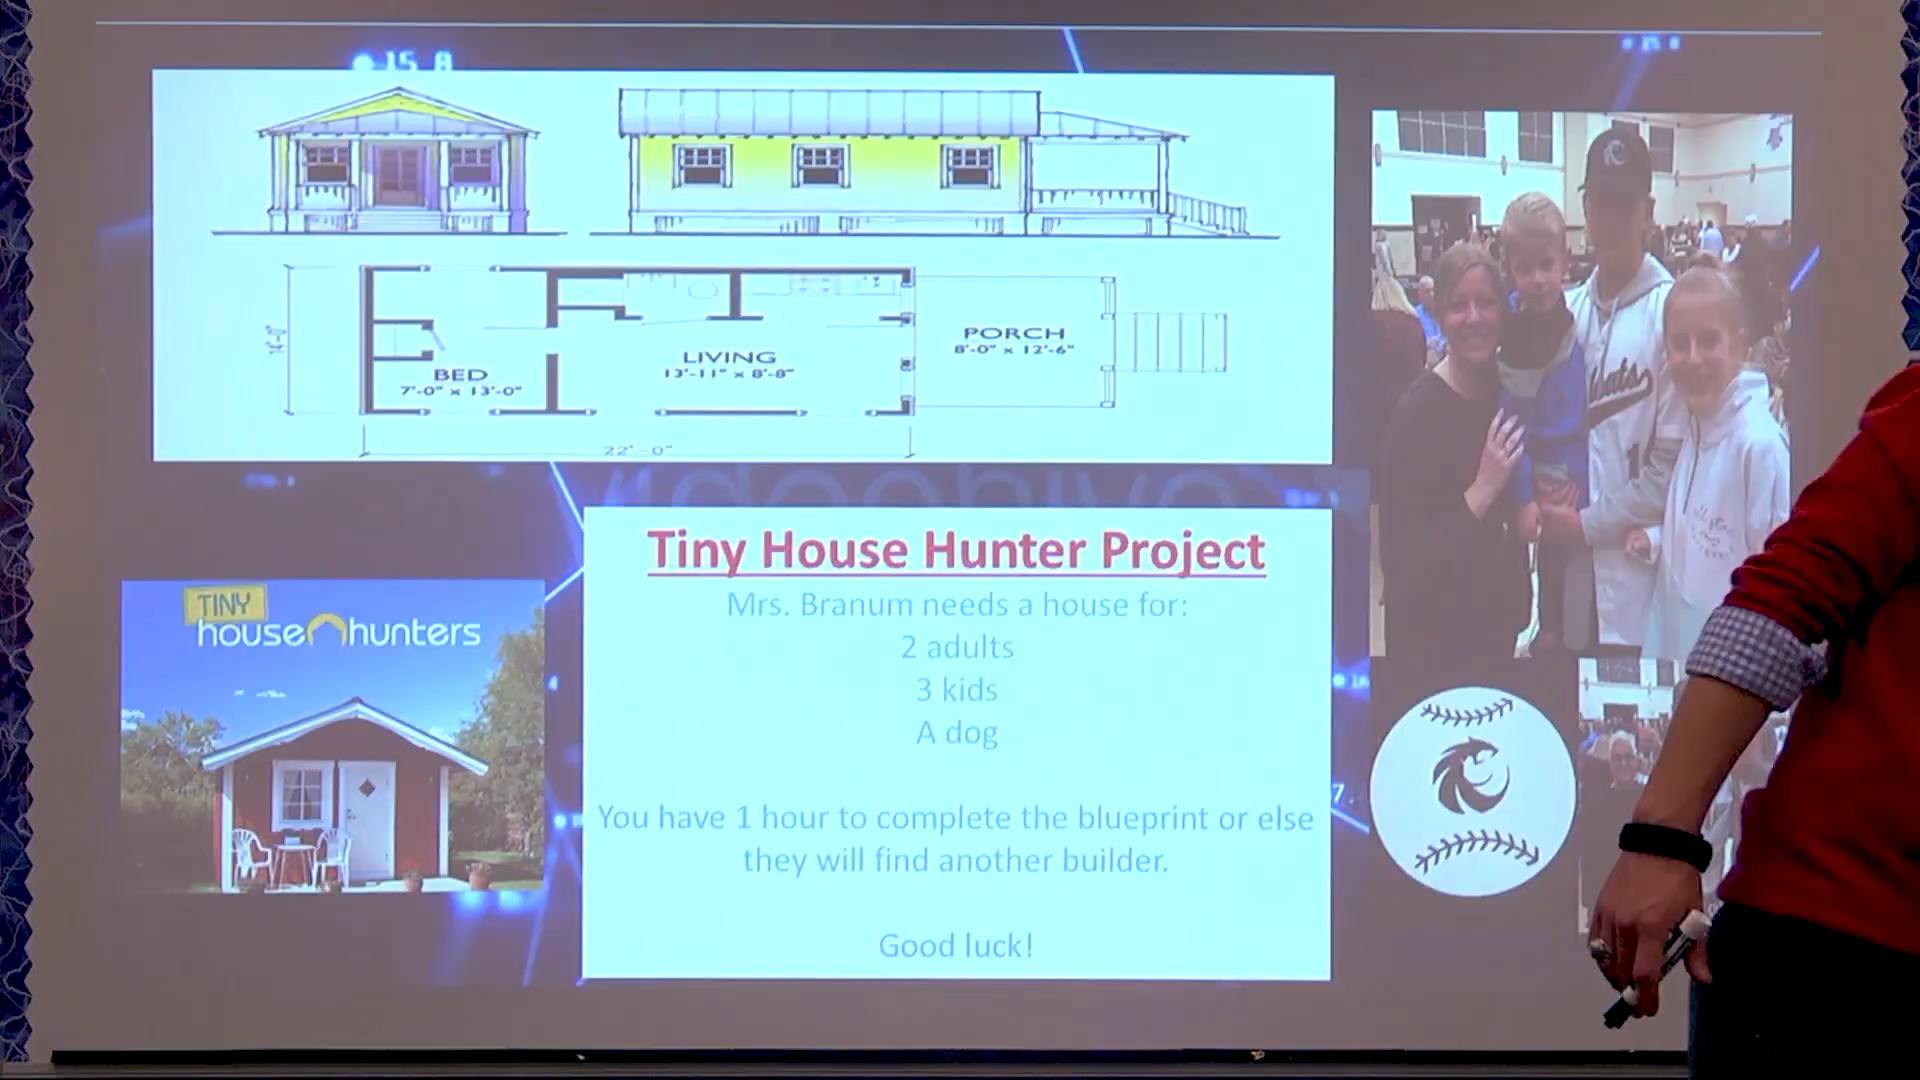 PORCH
8'-0" x 12'-6"
LIVING
13'-11" x 8'-8"
BED
7'-0" x 13'-0"
22'-0"
TINY
house hunters
Tiny House Hunter Project
Mrs. Branum needs a house for:
2 adults
3 kids
A dog
You have 1 hour to complete the blueprint or else
they will find another builder.
Good luck!